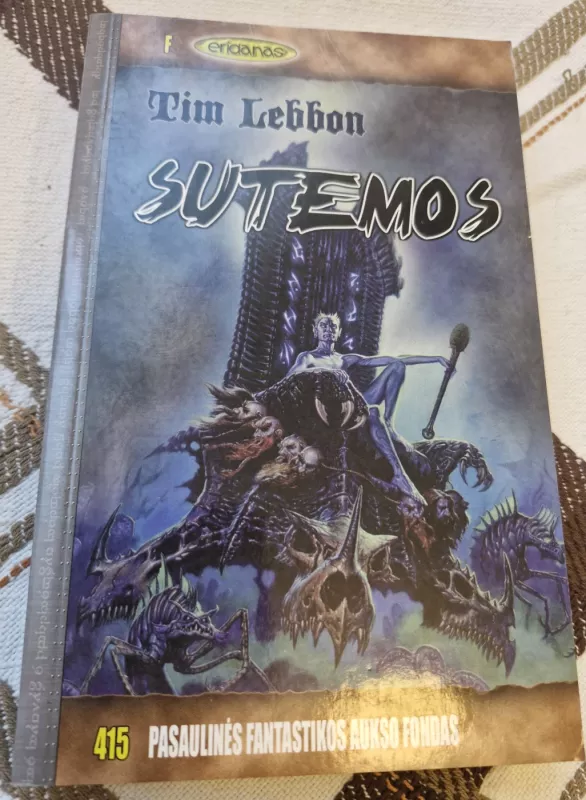 F
eridanas
Tim Lebbon
SUTEMOS
415 PASAULINĖS FANTASTIKOS AUKSO FONDAS